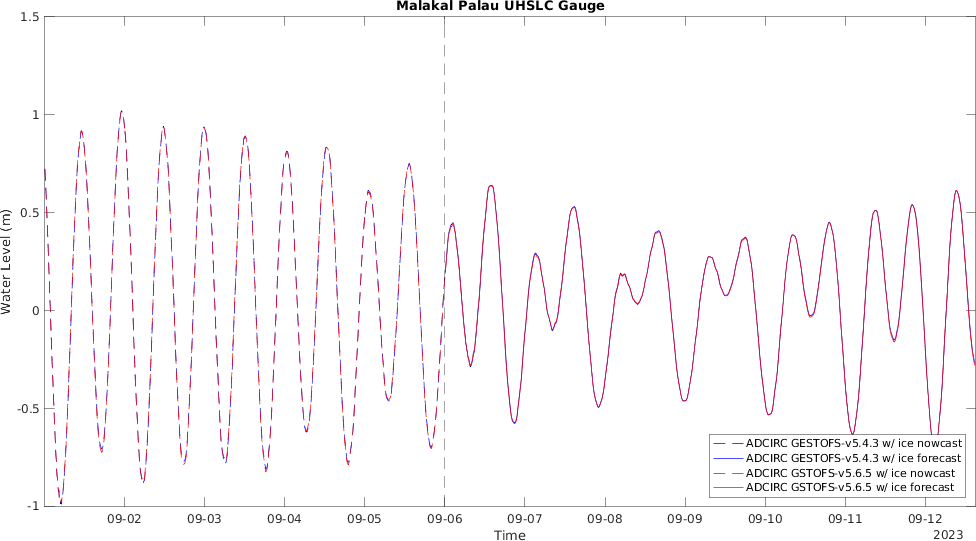 Malakal Palau UHSLC Gauge
1.5
1
0.5
0
-0.5
-1
Water Level (m)
ADCIRC GESTOFS-v5.4.3 w/ ice nowcast
ADCIRC GESTOFS-v5.4.3 w/ ice forecast
ADCIRC GSTOFS-v5.6.5 w/ ice nowcast
ADCIRC GSTOFS-v5.6.5 w/ ice forecast
09-02 09-03 09-04 09-05 09-06 09-07 09-08 09-09 09-10 09-11 09-12
Time
2023